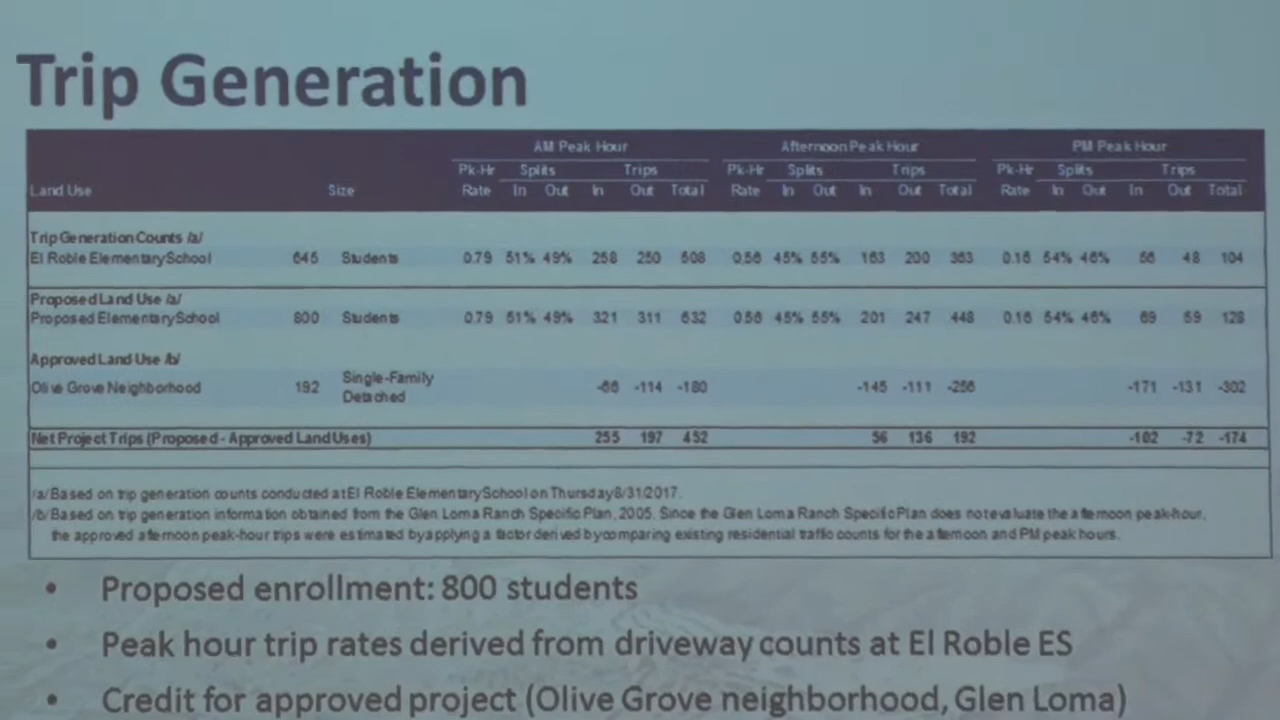 Trip Generation
AM Peak Hour Afternoon Peak Hour PM Peak Hour
Pk-Hr Splits Trips Pk-Hr Splits Trips Pk-Hr Splits Trips
Land Use Size Rate In Out In Out Total Rate In Out In Out Total Rate In Out In Out Total
Trip Generation Counts /a/
El Roble Elementary School 645 Students 0.79 51% 49% 258 250 508 0.56 45% 55% 163 200 363 0.16 54% 46% 56 48 104
Proposed Land Use /a/
Proposed Elementary School 800 Students 0.79 51% 49% 321 311 632 0.56 45% 55% 201 247 448 0.16 54% 46% 69 59 128
Approved Land Use /b/
Olive Grove Neighborhood 192 Single-Family Detached -66 -114 -180 -145 -111 -256 -171 -131 -302
Net Project Trips (Proposed - Approved Land Uses) 255 197 452 56 136 192 -102 -72 -174
/a/ Based on trip generation counts conducted at El Roble Elementary School on Thursday 8/31/2017.
/b/ Based on trip generation information obtained from the Glen Loma Ranch Specific Plan, 2005. Since the Glen Loma Ranch Specific Plan does not evaluate the afternoon peak-hour,
the approved afternoon peak-hour trips were estimated by applying a factor derived by comparing existing residential traffic counts for the afternoon and PM peak hours.
• Proposed enrollment: 800 students
• Peak hour trip rates derived from driveway counts at El Roble ES
• Credit for approved project (Olive Grove neighborhood, Glen Loma)